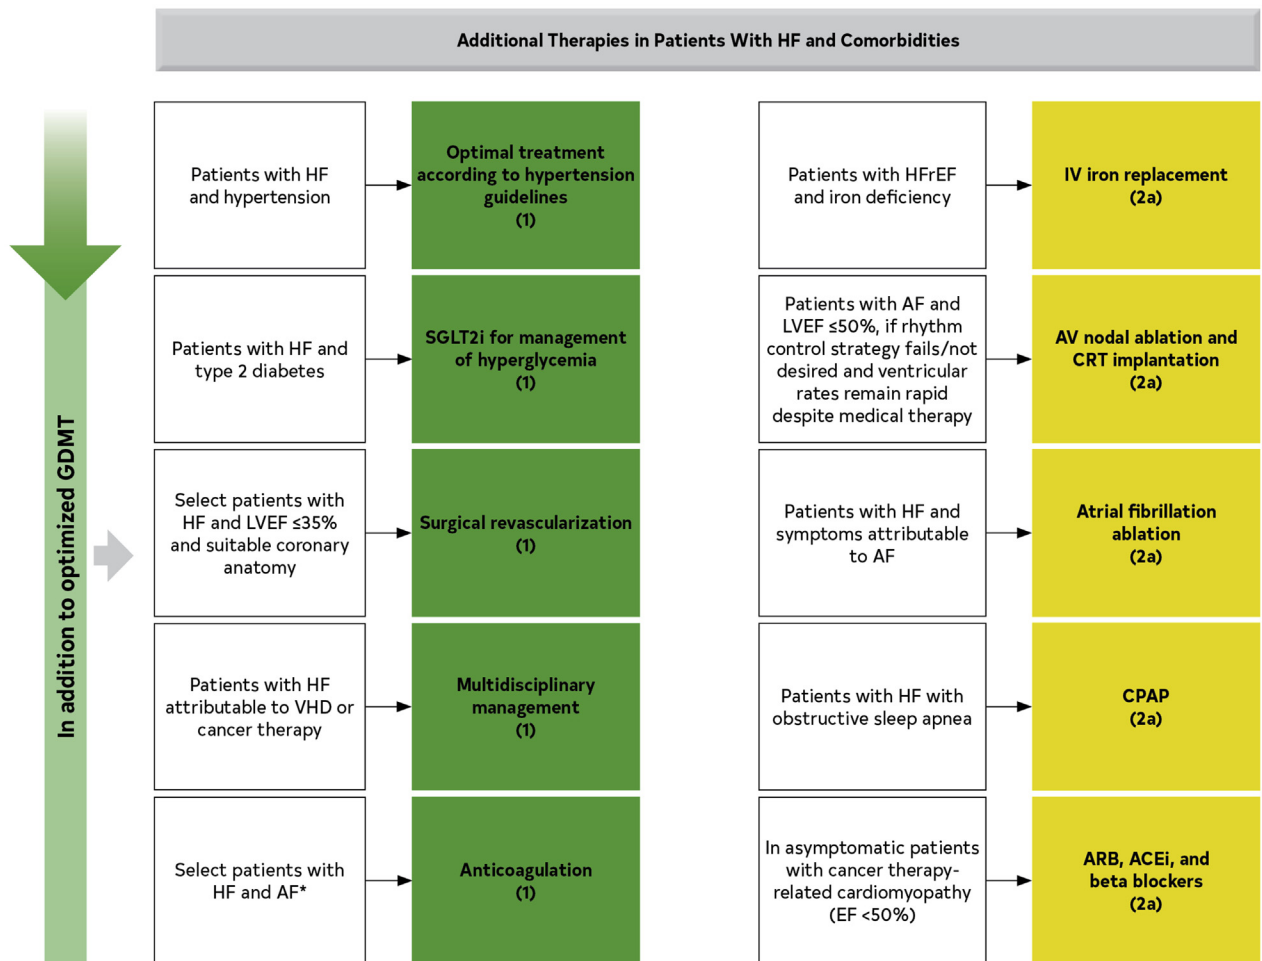 Additional Therapies in Patients With HF and Comorbidities
In addition to optimized GDMT
Patients with HF
and hypertension
Optimal treatment
according to hypertension
guidelines
(1)
Patients with HFrEF
and iron deficiency
IV iron replacement
(2a)
Patients with HF and
type 2 diabetes
SGLT2i for management
of hyperglycemia
(1)
Patients with AF and
LVEF ≤50%, if rhythm
control strategy fails/not
desired and ventricular
rates remain rapid
despite medical therapy
AV nodal ablation and
CRT implantation
(2a)
Select patients with
HF and LVEF ≤35%
and suitable coronary
anatomy
Surgical revascularization
(1)
Patients with HF and
symptoms attributable
to AF
Atrial fibrillation
ablation
(2a)
Patients with HF
attributable to VHD or
cancer therapy
Multidisciplinary
management
(1)
Patients with HF with
obstructive sleep apnea
CPAP
(2a)
Select patients with
HF and AF*
Anticoagulation
(1)
In asymptomatic patients
with cancer therapy-
related cardiomyopathy
(EF <50%)
ARB, ACEi, and
beta blockers
(2a)